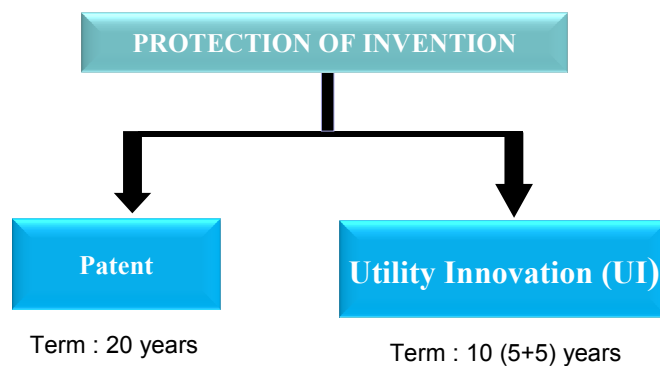 PROTECTION OF INVENTION
Patent
Utility Innovation (UI)
Term : 20 years
Term : 10 (5+5) years